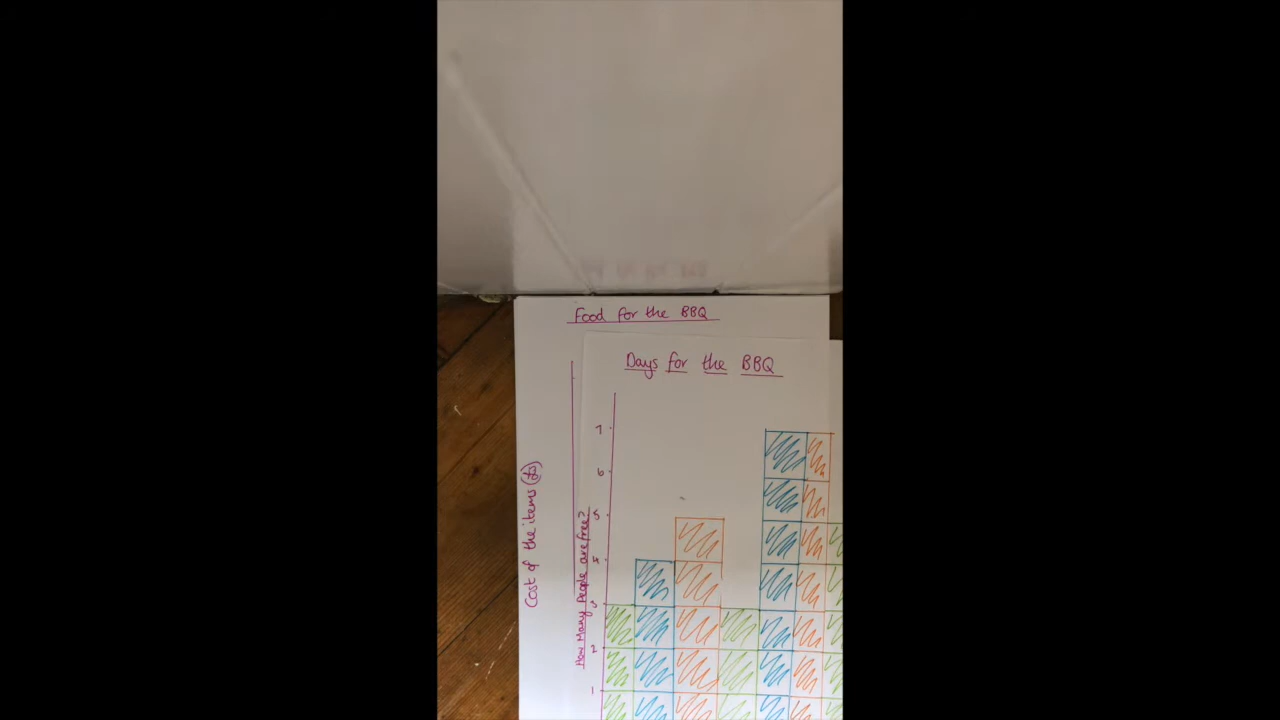 Food for the BBQ
Days for the BBQ
Cost of the items (£s)
How Many People are free?
7
6
5
4
3
2
1